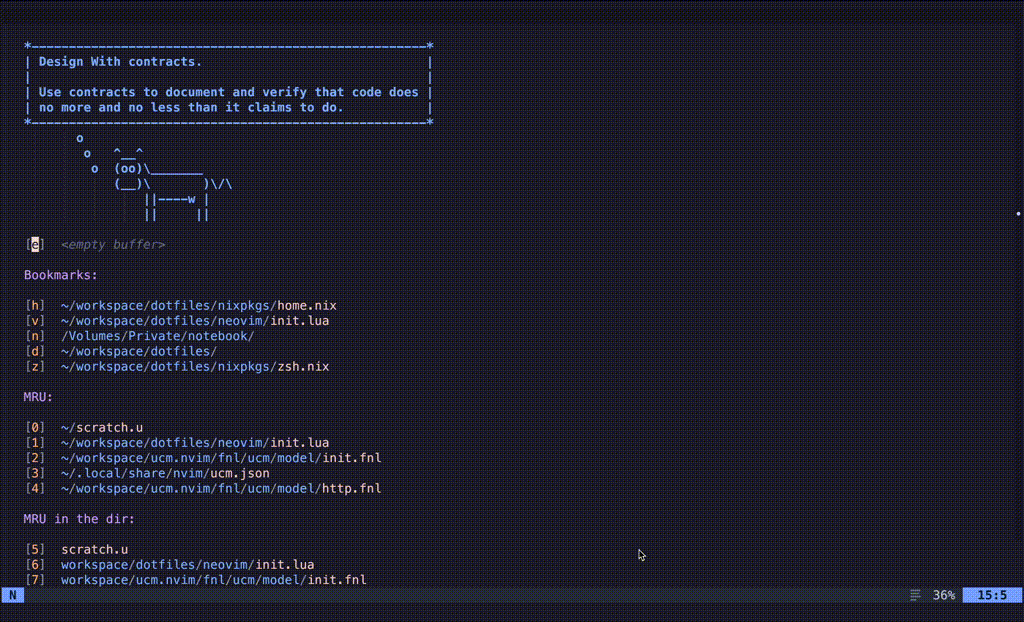 *-----------------------------------------------------*
| Design With contracts.                              |
|                                                     |
| Use contracts to document and verify that code does |
| no more and no less than it claims to do.           |
*-----------------------------------------------------*
       o
        o   ^__^
         o  (oo)\_______
            (__)\       )\/\
                ||----w |
                ||     ||
[e]  <empty buffer>
Bookmarks:
[h]  ~/workspace/dotfiles/nixpkgs/home.nix
[v]  ~/workspace/dotfiles/neovim/init.lua
[n]  /Volumes/Private/notebook/
[d]  ~/workspace/dotfiles/
[z]  ~/workspace/dotfiles/nixpkgs/zsh.nix
MRU:
[0]  ~/scratch.u
[1]  ~/workspace/dotfiles/neovim/init.lua
[2]  ~/workspace/ucm.nvim/fnl/ucm/model/init.fnl
[3]  ~/.local/share/nvim/ucm.json
[4]  ~/workspace/ucm.nvim/fnl/ucm/model/http.fnl
MRU in the dir:
[5]  scratch.u
[6]  workspace/dotfiles/neovim/init.lua
[7]  workspace/ucm.nvim/fnl/ucm/model/init.fnl
N 36% 15:5